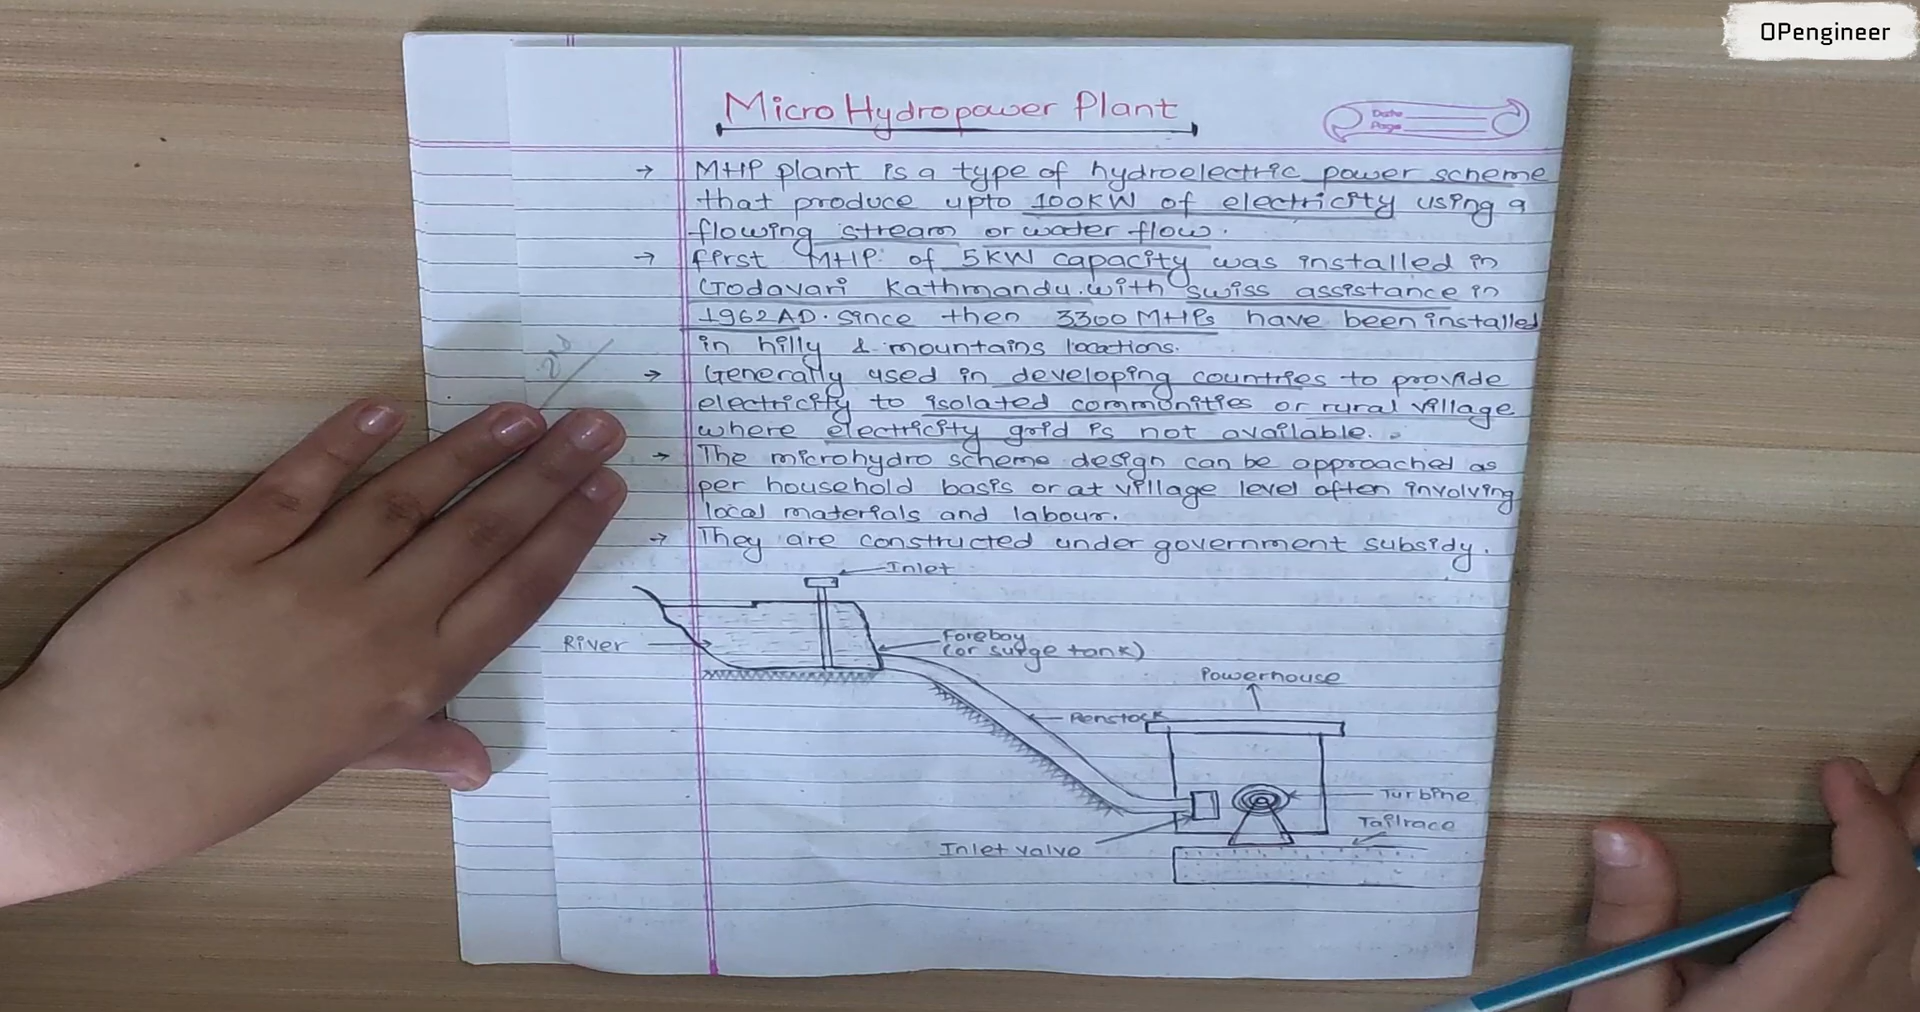 OPengineer
Micro Hydropower Plant
Date
Page
→ MHP plant is a type of hydroelectric power scheme
that produce upto 100KW of electricity using a
flowing stream or water flow.
→ first MHP of 5KW capacity was installed in
Godavari Kathmandu with swiss assistance in
1962 AD. since then 3300 MHPs have been installed
in hilly & mountains locations.
→ Generally used in developing countries to provide
electricity to isolated communities or rural village
where electricity grid is not available.
→ The microhydro scheme design can be approached as
per household basis or at village level often involving
local materials and labour.
→ They are constructed under government subsidy.
Inlet
River
Forebay
(or surge tank)
Powerhouse
Penstock
Turbine
Tailrace
Inlet valve